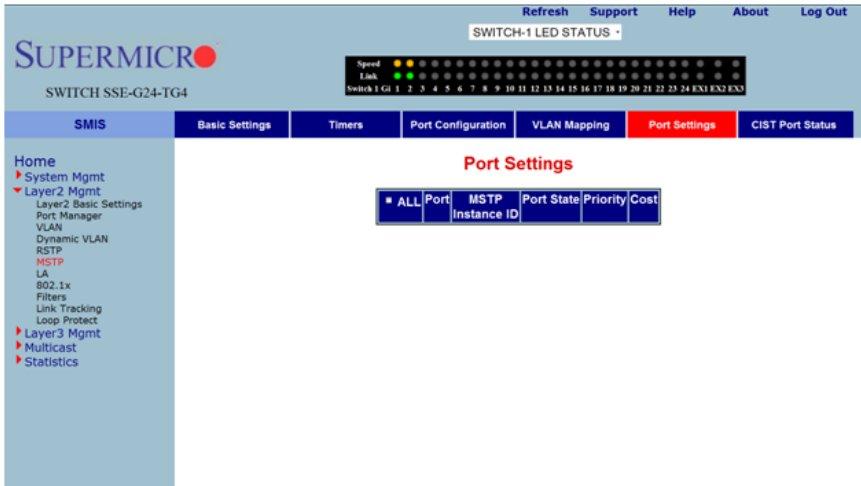 Refresh Support Help About Log Out
SWITCH-1 LED STATUS
SUPERMICRO
SWITCH SSE-G24-TG4
Speed
Link
Switch 1 Gi 1 2 3 4 5 6 7 8 9 10 11 12 13 14 15 16 17 18 19 20 21 22 23 24 EX1 EX2 EX3
SMIS Basic Settings Timers Port Configuration VLAN Mapping Port Settings CIST Port Status
Home
System Mgmt
Layer2 Mgmt
Layer2 Basic Settings
Port Manager
VLAN
Dynamic VLAN
RSTP
MSTP
LA
802.1x
Filters
Link Tracking
Loop Protect
Layer3 Mgmt
Multicast
Statistics
Port Settings
ALL Port MSTP Instance ID Port State Priority Cost